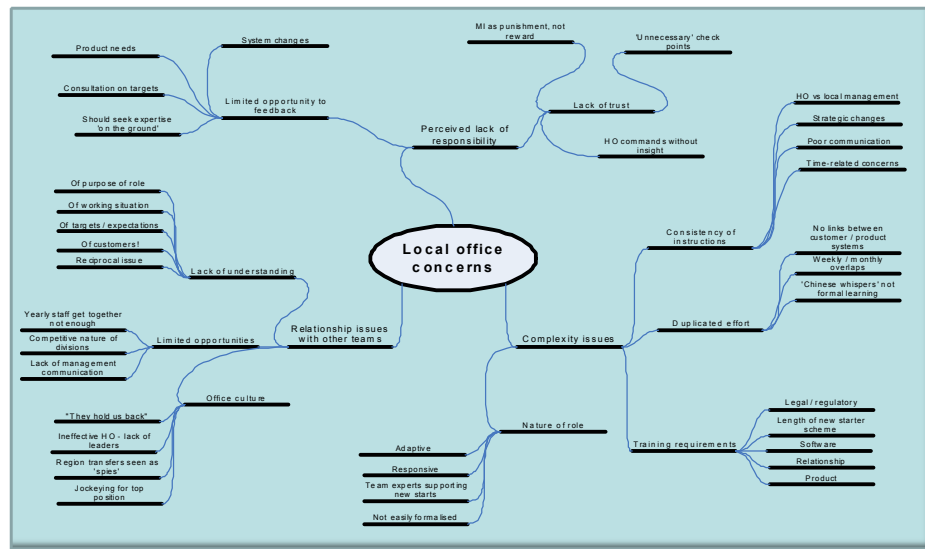 Local office
concerns
Perceived lack of
responsibility
Limited opportunity to
feedback
System changes
Product needs
Consultation on targets
Should seek expertise
'on the ground'
Lack of trust
MI as punishment, not
reward
'Unnecessary' check
points
HO commands without
insight
Complexity issues
Consistency of
instructions
HO vs local management
Strategic changes
Poor communication
Time-related concerns
Duplicated effort
No links between
customer / product
systems
Weekly / monthly
overlaps
'Chinese whispers' not
formal learning
Training requirements
Legal / regulatory
Length of new starter
scheme
Software
Relationship
Product
Nature of role
Adaptive
Responsive
Team experts supporting
new starts
Not easily formalised
Relationship issues
with other teams
Lack of understanding
Of purpose of role
Of working situation
Of targets / expectations
Of customers!
Reciprocal issue
Limited opportunities
Yearly staff get together
not enough
Competitive nature of
divisions
Lack of management
communication
Office culture
"They hold us back"
Ineffective HO - lack of
leaders
Region transfers seen as
'spies'
Jockeying for top
position